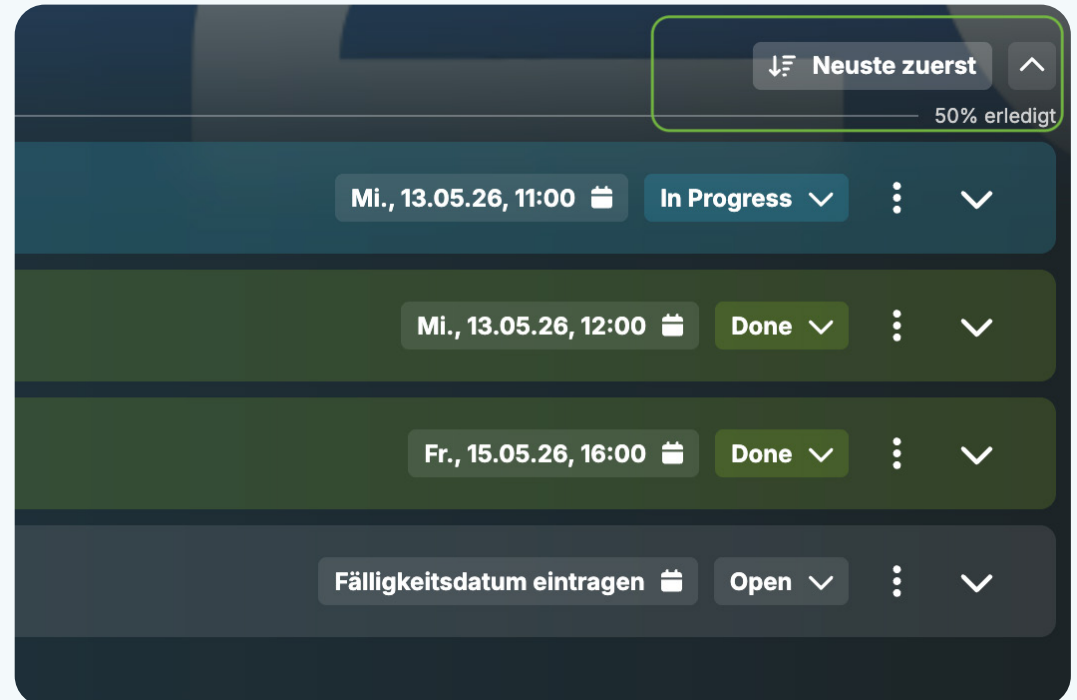 Neuste zuerst
50% erledigt
Mi., 13.05.26, 11:00 In Progress
Mi., 13.05.26, 12:00 Done
Fr., 15.05.26, 16:00 Done
Fälligkeitsdatum eintragen Open